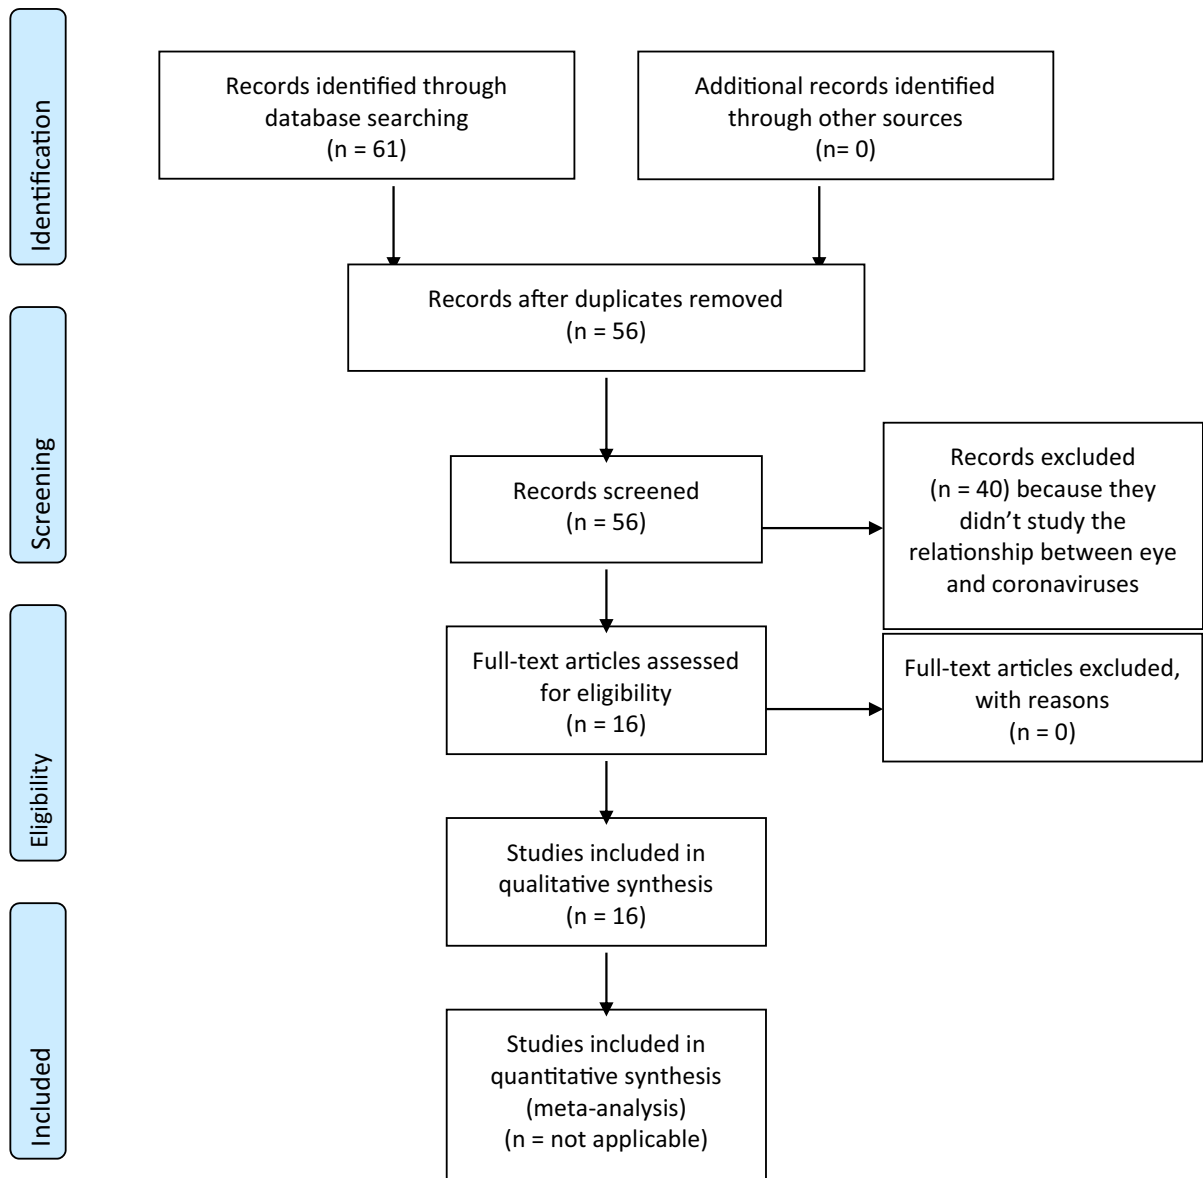 Identification
Records identified through
database searching
(n = 61)
Additional records identified
through other sources
(n= 0)
Records after duplicates removed
(n = 56)
Screening
Records screened
(n = 56)
Records excluded
(n = 40) because they
didn’t study the
relationship between eye
and coronaviruses
Eligibility
Full-text articles assessed
for eligibility
(n = 16)
Full-text articles excluded,
with reasons
(n = 0)
Studies included in
qualitative synthesis
(n = 16)
Included
Studies included in
quantitative synthesis
(meta-analysis)
(n = not applicable)